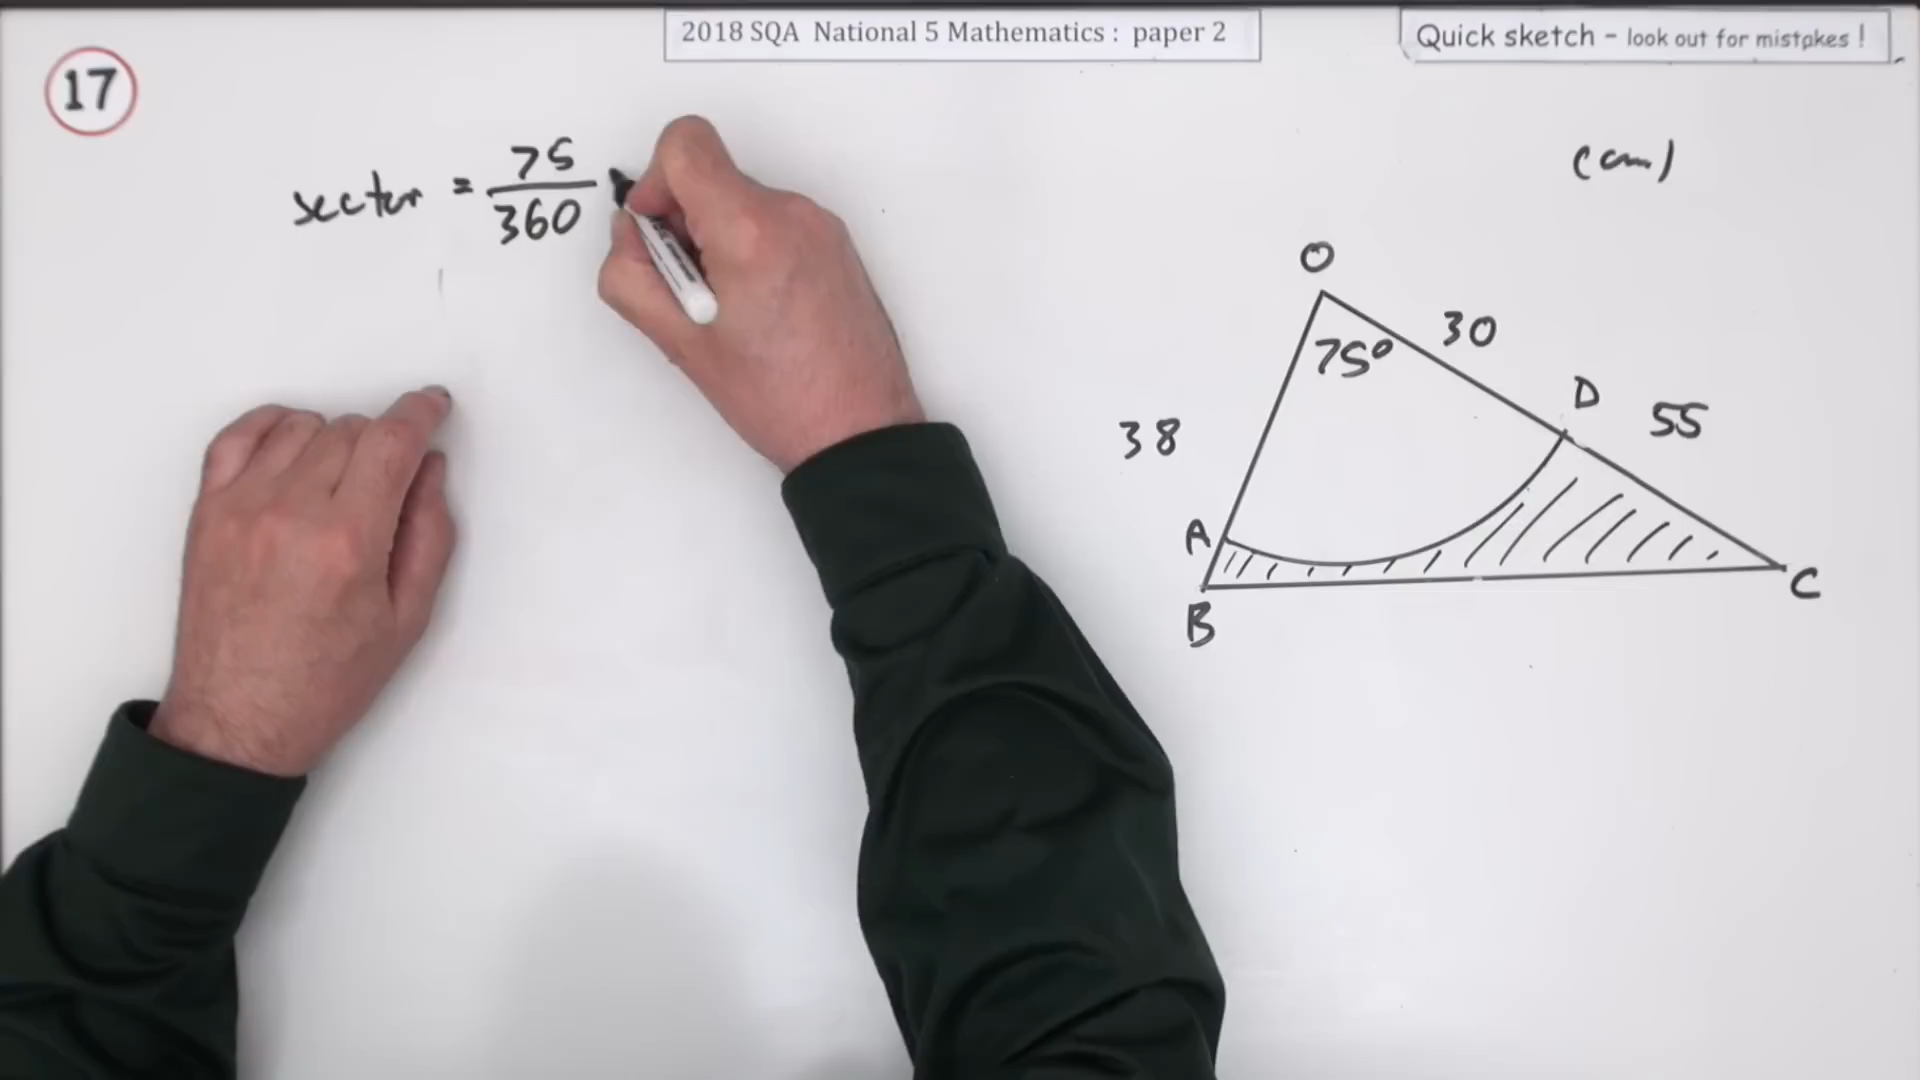 2018 SQA National 5 Mathematics : paper 2
Quick sketch – look out for mistakes !
17
sector = 75/360
(cm)
O
75°
30
D
55
38
A
B
C